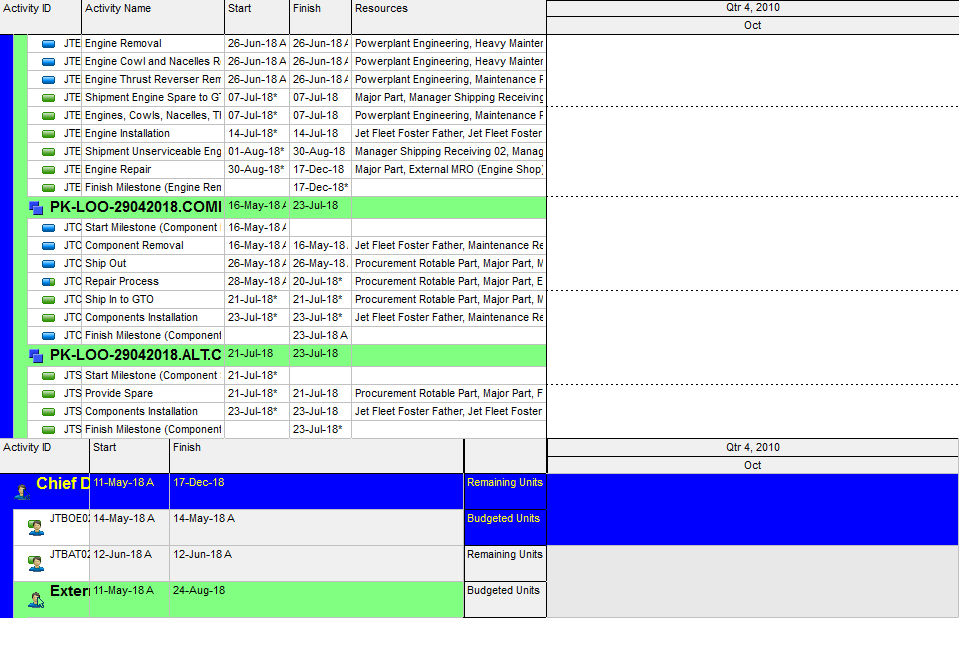 Activity ID Activity Name Start Finish Resources Qtr 4, 2010
Oct
JTE Engine Removal 26-Jun-18 A 26-Jun-18 A Powerplant Engineering, Heavy Mainter
JTE Engine Cowl and Nacelles R 26-Jun-18 A 26-Jun-18 A Powerplant Engineering, Heavy Mainter
JTE Engine Thrust Reverser Rem 26-Jun-18 A 26-Jun-18 A Powerplant Engineering, Maintenance F
JTE Shipment Engine Spare to G 07-Jul-18* 07-Jul-18 Major Part, Manager Shipping Receiving
JTE Engines, Cowls, Nacelles, 07-Jul-18* 07-Jul-18 Powerplant Engineering, Maintenance F
JTE Engine Installation 14-Jul-18* 14-Jul-18 Jet Fleet Foster Father, Jet Fleet Foster
JTE Shipment Unserviceable Eng 01-Aug-18* 30-Aug-18 Manager Shipping Receiving 02, Manag
JTE Engine Repair 30-Aug-18* 17-Dec-18 Major Part, External MRO (Engine Shop)
JTE Finish Milestone (Engine Ren 17-Dec-18*
PK-LOO-29042018.COMI 16-May-18 A 23-Jul-18
JTC Start Milestone (Component 16-May-18 A
JTC Component Removal 16-May-18 A 16-May-18 Jet Fleet Foster Father, Maintenance Re
JTC Ship Out 26-May-18 A 26-May-18 Procurement Rotable Part, Major Part, M
JTC Repair Process 28-May-18 A 20-Jul-18* Procurement Rotable Part, Major Part, E
JTC Ship In to GTO 21-Jul-18* 21-Jul-18* Procurement Rotable Part, Major Part, M
JTC Components Installation 23-Jul-18* 23-Jul-18* Jet Fleet Foster Father, Maintenance Re
JTC Finish Milestone (Component 23-Jul-18 A
PK-LOO-29042018.ALT.C 21-Jul-18 23-Jul-18
JTS Start Milestone (Component 21-Jul-18*
JTS Provide Spare 21-Jul-18* 21-Jul-18 Procurement Rotable Part, Major Part, F
JTS Components Installation 23-Jul-18* 23-Jul-18 Jet Fleet Foster Father, Jet Fleet Foster
JTS Finish Milestone (Component 23-Jul-18*
Activity ID Start Finish Qtr 4, 2010
Oct
Chief D 11-May-18 A 17-Dec-18 Remaining Units
JTBOE02 14-May-18 A 14-May-18 A Budgeted Units
JTBAT02 12-Jun-18 A 12-Jun-18 A Remaining Units
Exter 11-May-18 A 24-Aug-18 Budgeted Units